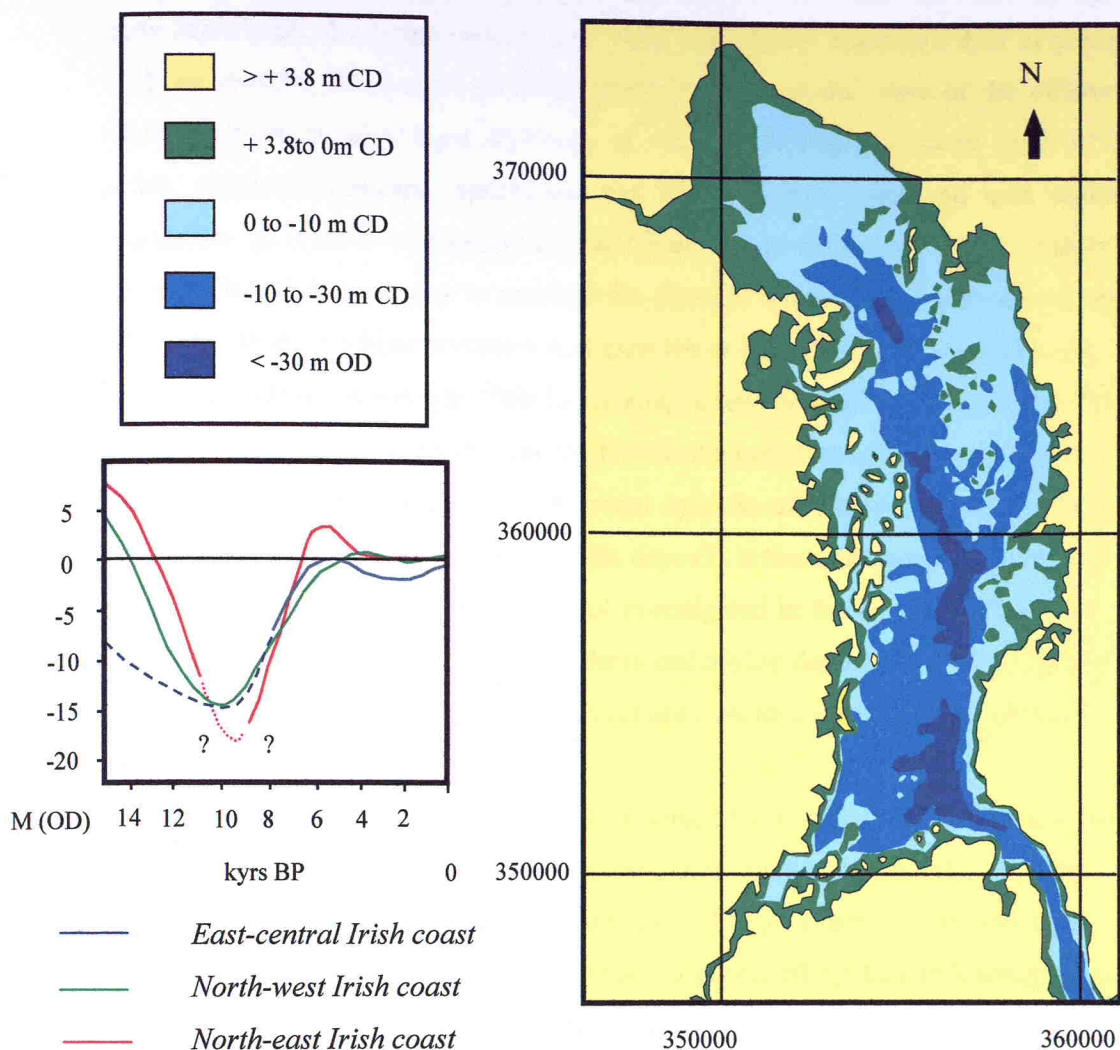 > + 3.8 m CD
+ 3.8to 0m CD
0 to -10 m CD
-10 to -30 m CD
< -30 m OD
5
0
-5
-10
-15
-20
? ?
M (OD) 14 12 10 8 6 4 2
kyrs BP 0
East-central Irish coast
North-west Irish coast
North-east Irish coast
N
370000
360000
350000
350000 360000